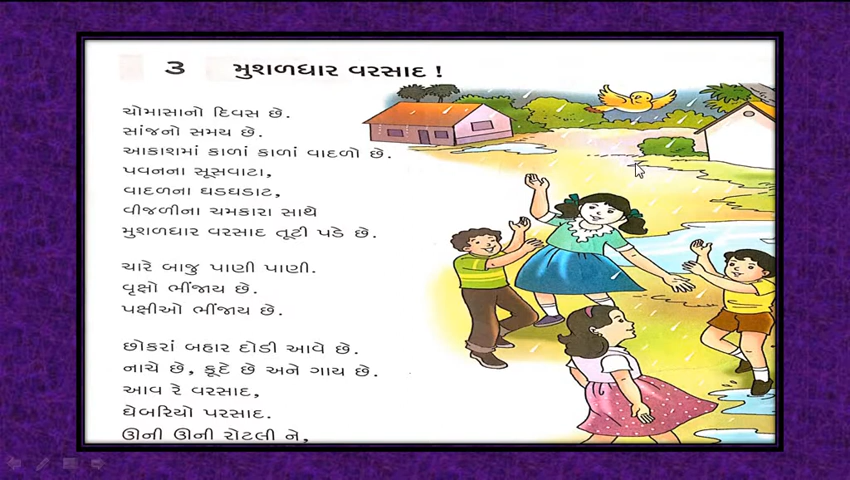 3 મુશળધાર વરસાદ !
ચોમાસાનો દિવસ છે.
સાંજનો સમય છે.
આકાશમાં કાળાં કાળાં વાદળો છે.
પવનના સૂસવાટા,
વાદળના ઘડઘડાટ,
વીજળીના ચમકારા સાથે
મુશળધાર વરસાદ તૂટી પડે છે.
ચારે બાજુ પાણી પાણી.
વૃક્ષો ભીંજાય છે.
પક્ષીઓ ભીંજાય છે.
છોકરાં બહાર દોડી આવે છે.
નાચે છે, કૂદે છે અને ગાય છે.
આવ રે વરસાદ,
ઘેબરિયો પરસાદ.
ઊની ઊની રોટલી ને,